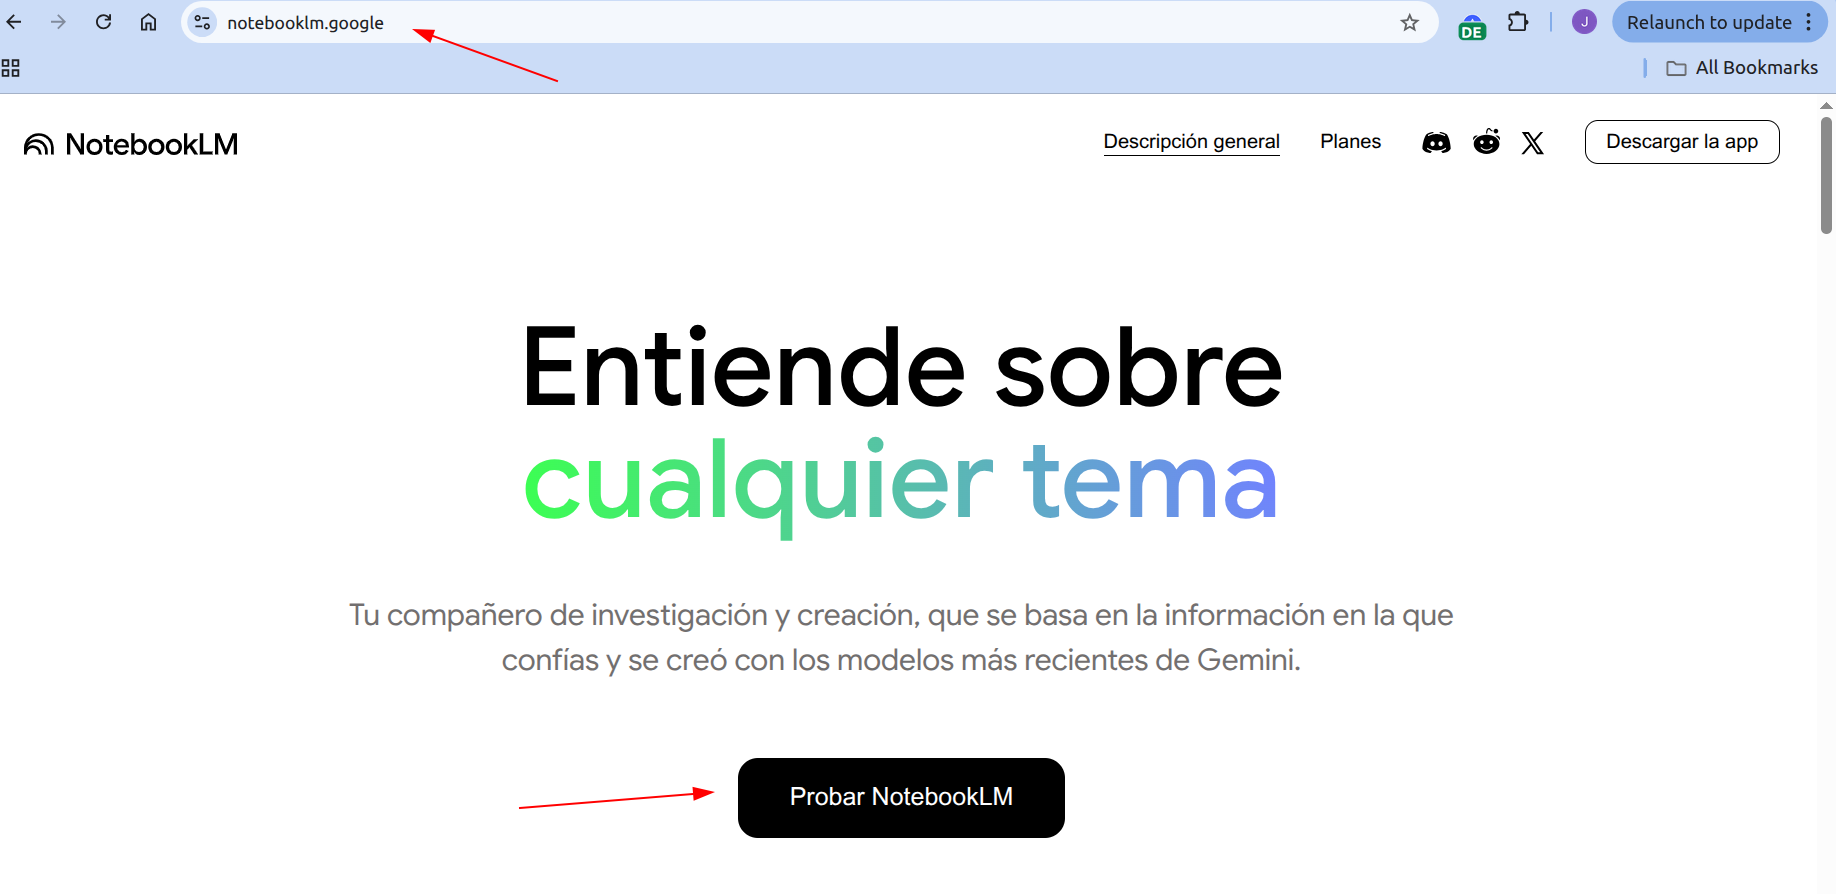 notebooklm.google
DE
J
Relaunch to update
All Bookmarks
NotebookLM
Descripción general
Planes
Descargar la app
Entiende sobre
cualquier tema
Tu compañero de investigación y creación, que se basa en la información en la que
confías y se creó con los modelos más recientes de Gemini.
Probar NotebookLM